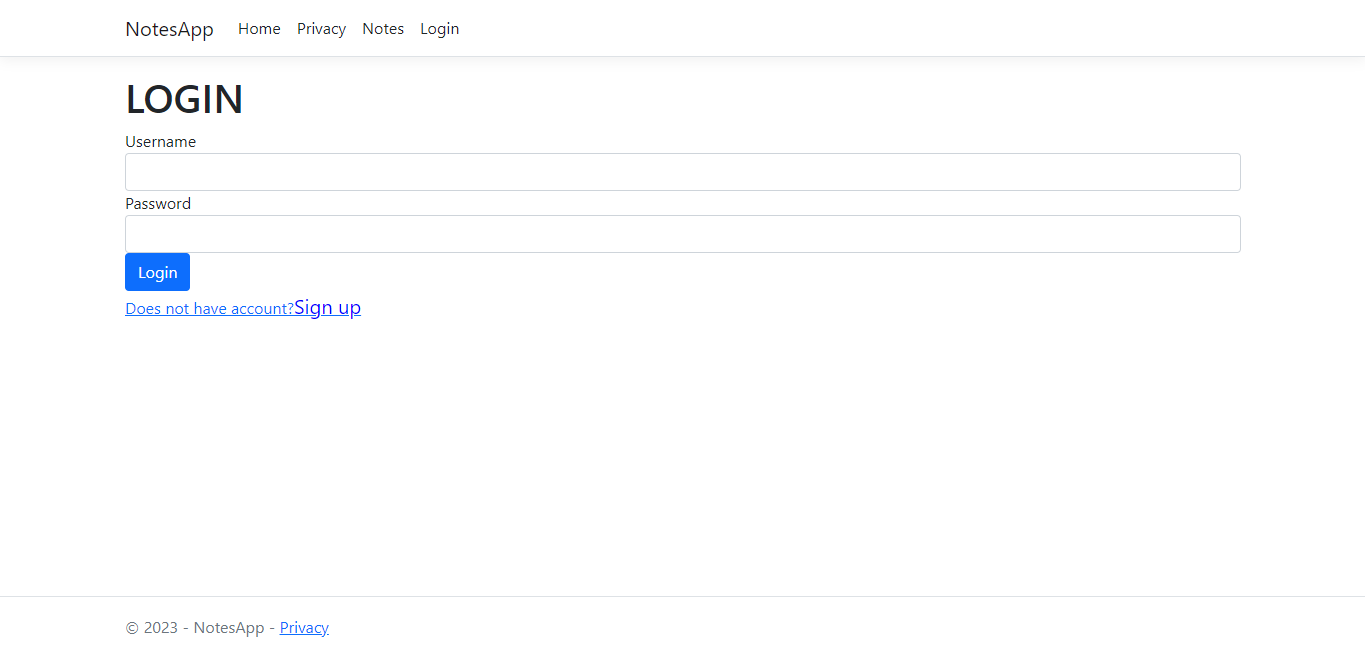 NotesApp Home Privacy Notes Login
LOGIN
Username
Password
Login
Does not have account?Sign up
© 2023 - NotesApp - Privacy